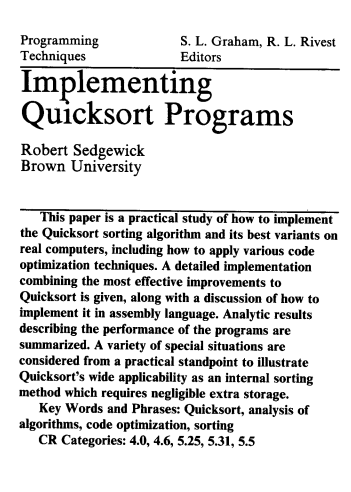 Programming Techniques
S. L. Graham, R. L. Rivest Editors
Implementing
Quicksort Programs
Robert Sedgewick
Brown University
This paper is a practical study of how to implement
the Quicksort sorting algorithm and its best variants on
real computers, including how to apply various code
optimization techniques. A detailed implementation
combining the most effective improvements to
Quicksort is given, along with a discussion of how to
implement it in assembly language. Analytic results
describing the performance of the programs are
summarized. A variety of special situations are
considered from a practical standpoint to illustrate
Quicksort's wide applicability as an internal sorting
method which requires negligible extra storage.
Key Words and Phrases: Quicksort, analysis of
algorithms, code optimization, sorting
CR Categories: 4.0, 4.6, 5.25, 5.31, 5.5